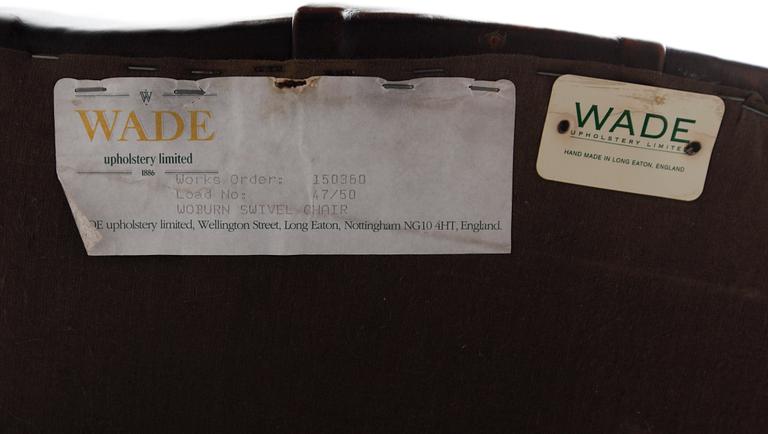 W
WADE
upholstery limited
1886
Works Order: 150360
Load No: 47/50
WOBURN SWIVEL CHAIR
DE upholstery limited, Wellington Street, Long Eaton, Nottingham NG10 4HT, England.
WADE
UPHOLSTERY LIMITE
HAND MADE IN LONG EATON, ENGLAND